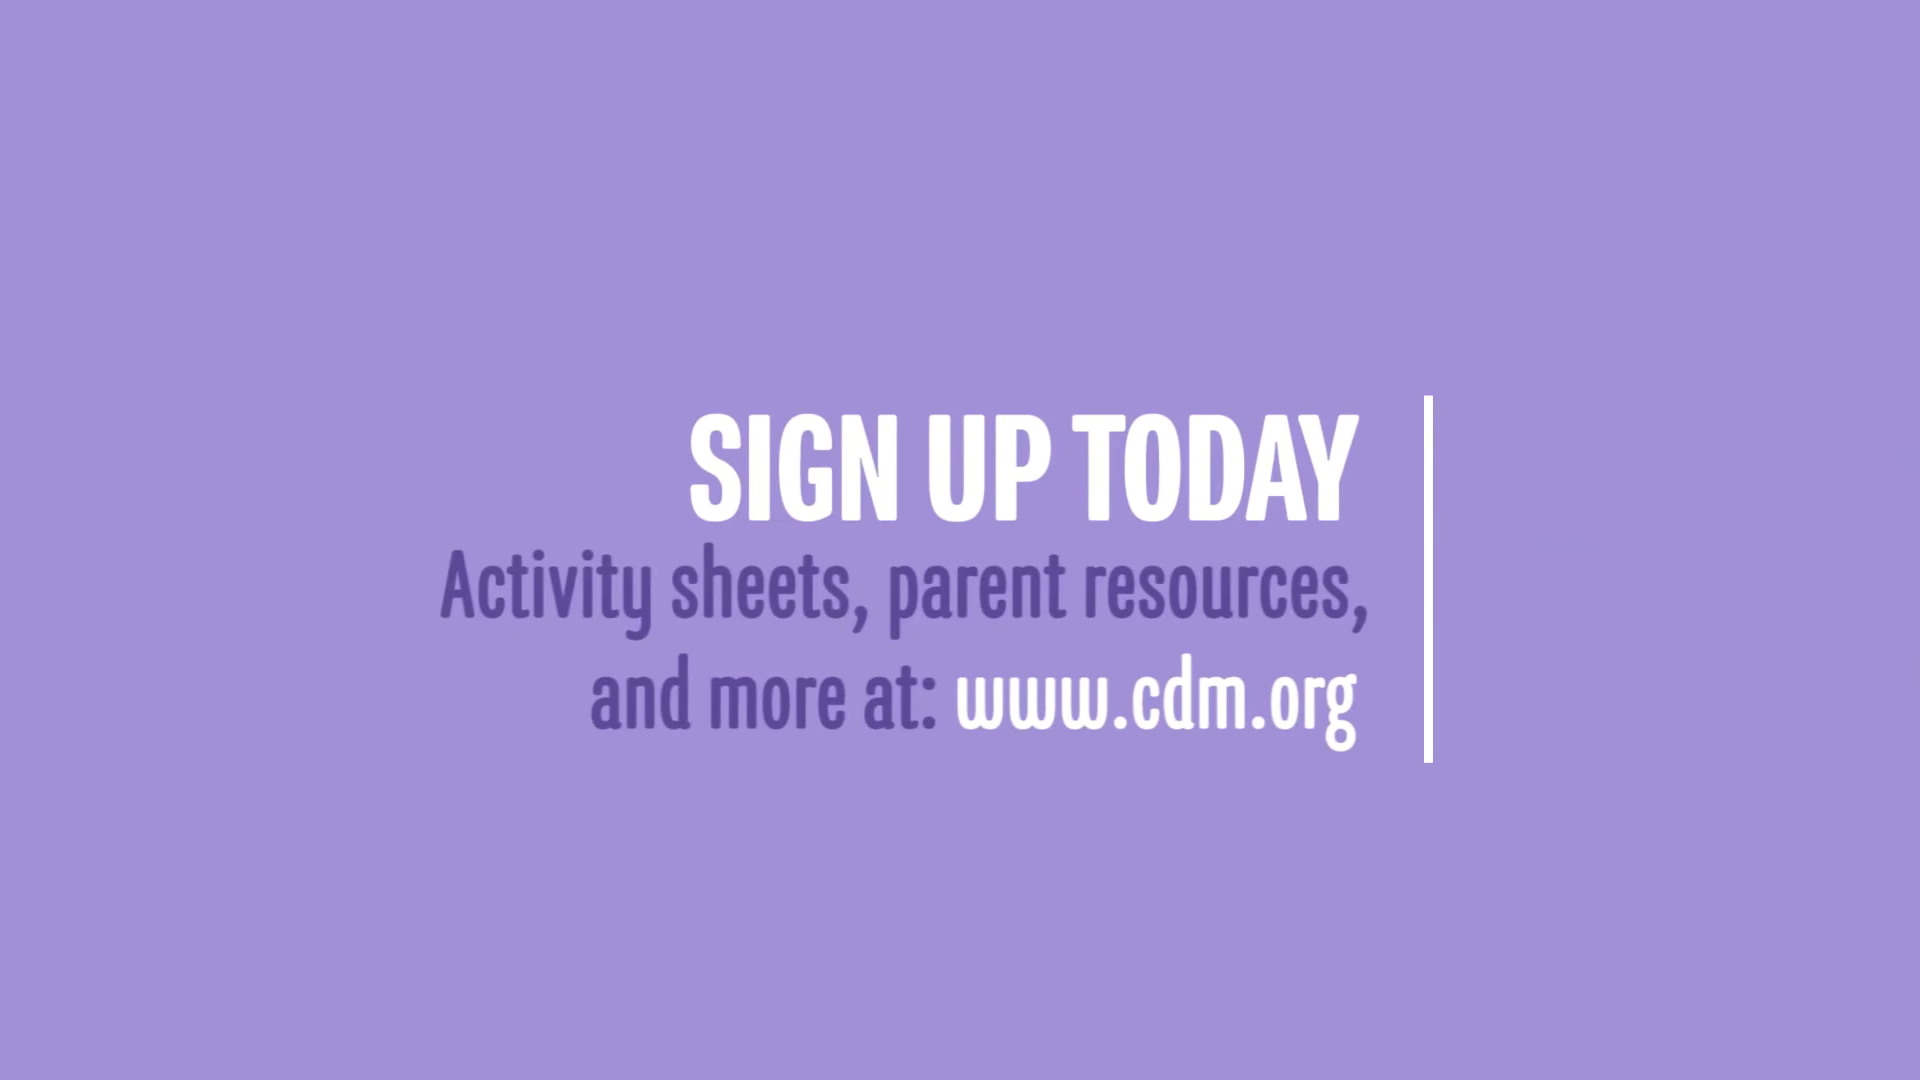 SIGN UP TODAY
Activity sheets, parent resources,
and more at: www.cdm.org